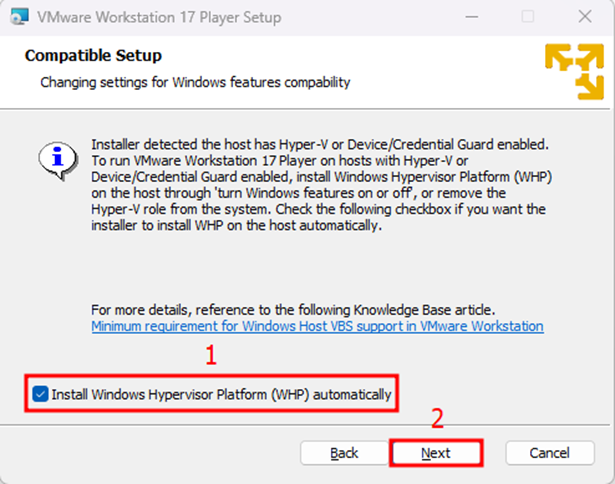 VMware Workstation 17 Player Setup
Compatible Setup
Changing settings for Windows features compability
Installer detected the host has Hyper-V or Device/Credential Guard enabled.
To run VMware Workstation 17 Player on hosts with Hyper-V or
Device/Credential Guard enabled, install Windows Hypervisor Platform (WHP)
on the host through 'turn Windows features on or off', or remove the
Hyper-V role from the system. Check the following checkbox if you want the
installer to install WHP on the host automatically.
For more details, reference to the following Knowledge Base article.
Minimum requirement for Windows Host VBS support in VMware Workstation
1
Install Windows Hypervisor Platform (WHP) automatically
2
Back Next Cancel